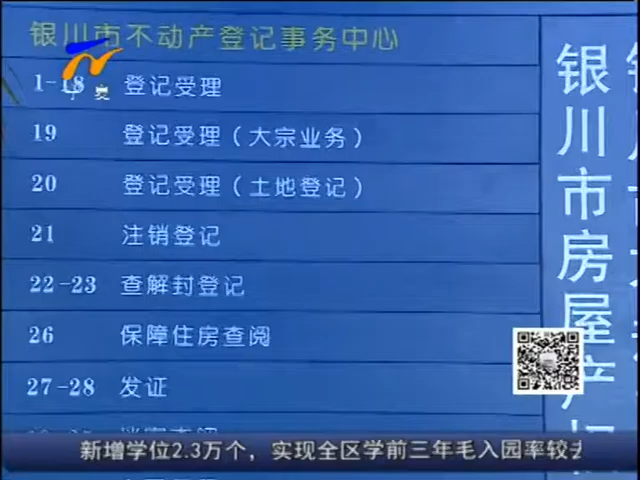 银川市不动产登记事务中心
1-18 登记受理
宁夏
19 登记受理（大宗业务）
20 登记受理（土地登记）
21 注销登记
22-23 查解封登记
26 保障住房查阅
27-28 发证
银川市房屋产
新增学位2.3万个，实现全区学前三年毛入园率较去